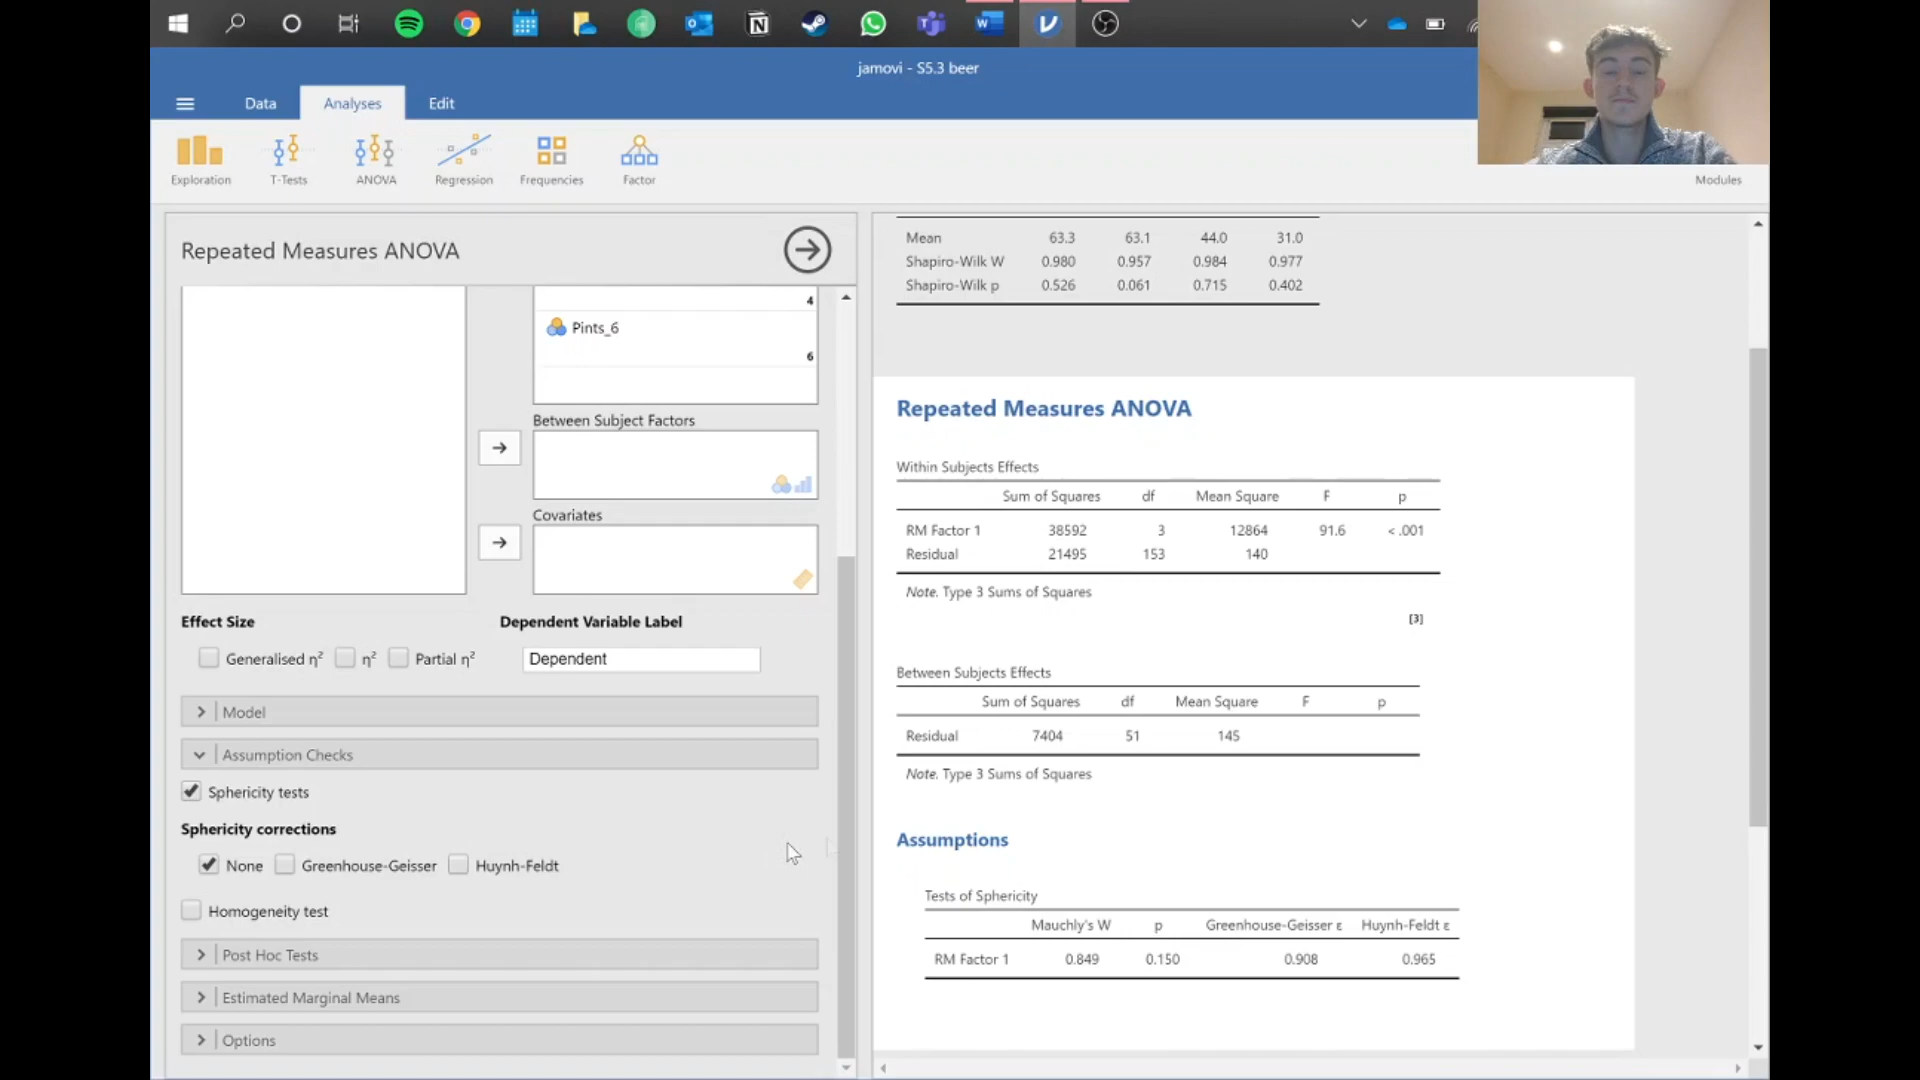 jamovi - S5.3 beer
Data Analyses Edit
Exploration T-Tests ANOVA Regression Frequencies Factor Modules
Repeated Measures ANOVA
4
Pints_6
6
Between Subject Factors
Covariates
Effect Size Dependent Variable Label
Generalised η² η² Partial η² Dependent
Model
Assumption Checks
Sphericity tests
Sphericity corrections
None Greenhouse-Geisser Huynh-Feldt
Homogeneity test
Post Hoc Tests
Estimated Marginal Means
Options
Mean 63.3 63.1 44.0 31.0
Shapiro-Wilk W 0.980 0.957 0.984 0.977
Shapiro-Wilk p 0.526 0.061 0.715 0.402
Repeated Measures ANOVA
Within Subjects Effects
Sum of Squares df Mean Square F p
RM Factor 1 38592 3 12864 91.6 < .001
Residual 21495 153 140
Note. Type 3 Sums of Squares
[3]
Between Subjects Effects
Sum of Squares df Mean Square F p
Residual 7404 51 145
Note. Type 3 Sums of Squares
Assumptions
Tests of Sphericity
Mauchly's W p Greenhouse-Geisser ε Huynh-Feldt ε
RM Factor 1 0.849 0.150 0.908 0.965